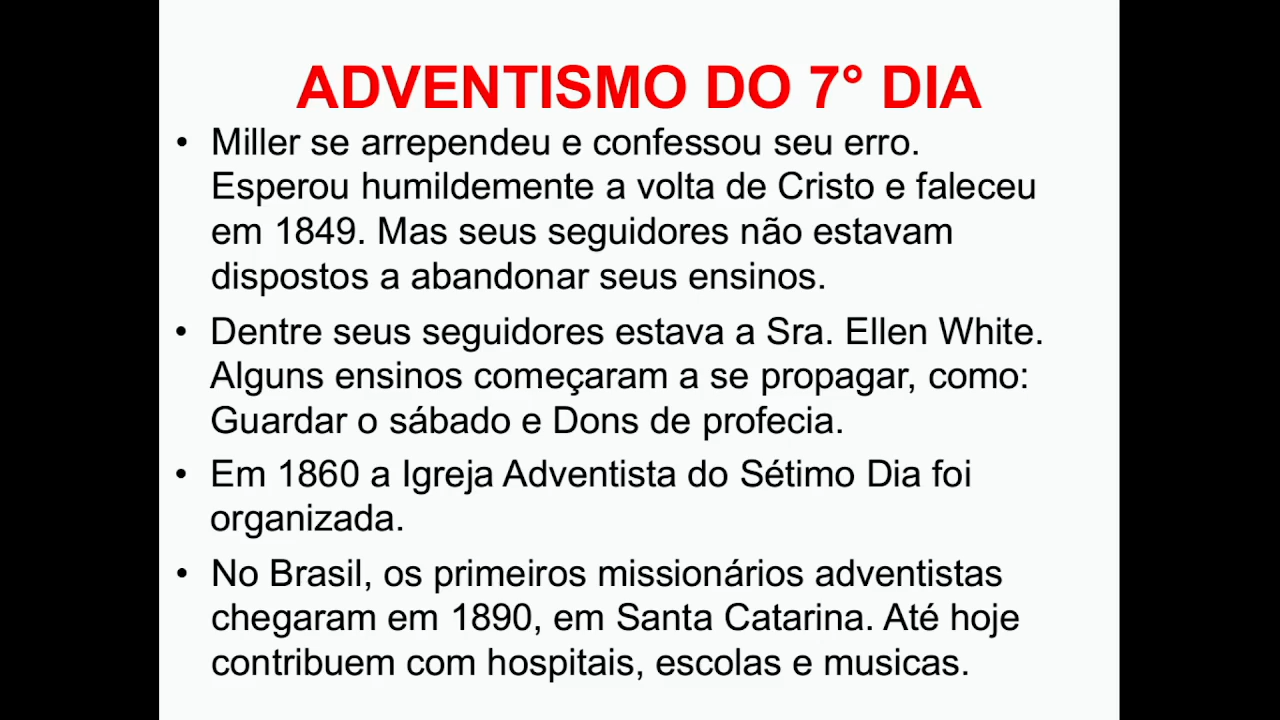 ADVENTISMO DO 7° DIA
• Miller se arrependeu e confessou seu erro.
Esperou humildemente a volta de Cristo e faleceu
em 1849. Mas seus seguidores não estavam
dispostos a abandonar seus ensinos.
• Dentre seus seguidores estava a Sra. Ellen White.
Alguns ensinos começaram a se propagar, como:
Guardar o sábado e Dons de profecia.
• Em 1860 a Igreja Adventista do Sétimo Dia foi
organizada.
• No Brasil, os primeiros missionários adventistas
chegaram em 1890, em Santa Catarina. Até hoje
contribuem com hospitais, escolas e musicas.